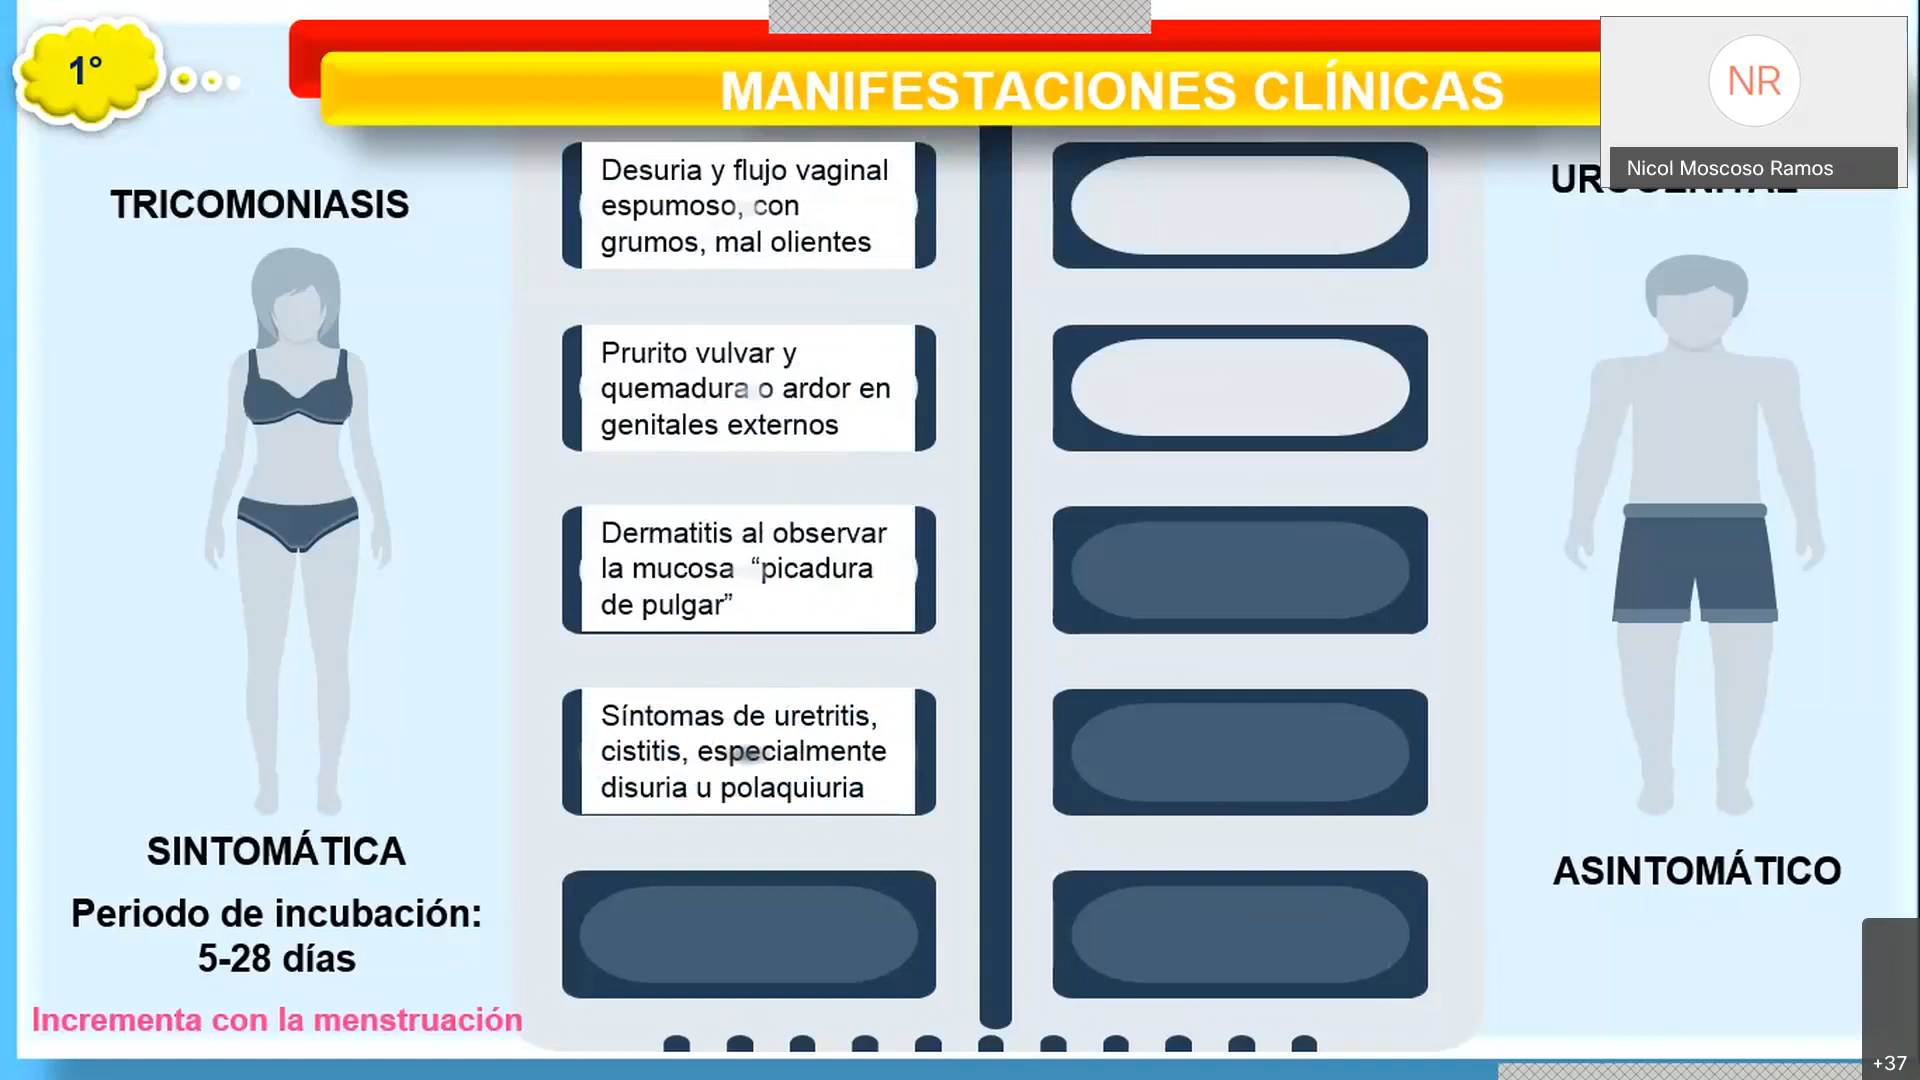 1°
MANIFESTACIONES CLÍNICAS
NR
Nicol Moscoso Ramos
TRICOMONIASIS
UROGENITAL
Desuria y flujo vaginal
espumoso, con
grumos, mal olientes
Prurito vulvar y
quemadura o ardor en
genitales externos
Dermatitis al observar
la mucosa “picadura
de pulgar”
Síntomas de uretritis,
cistitis, especialmente
disuria u polaquiuria
SINTOMÁTICA
Periodo de incubación:
5-28 días
Incrementa con la menstruación
ASINTOMÁTICO
+37